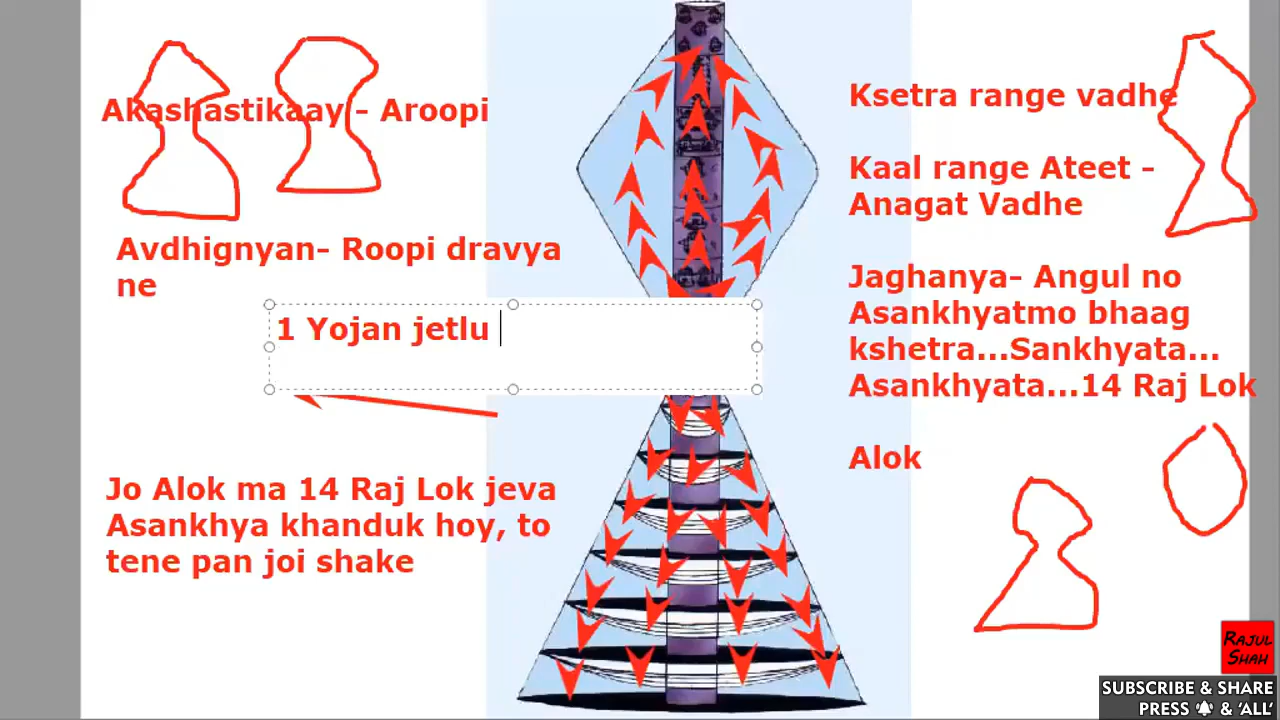 Akashastikaay - Aroopi
Avdhignyan- Roopi dravya
ne
1 Yojan jetlu
Jo Alok ma 14 Raj Lok jeva
Asankhya khanduk hoy, to
tene pan joi shake
Ksetra range vadhe
Kaal range Ateet -
Anagat Vadhe
Jaghanya- Angul no
Asankhyatmo bhaag
kshetra...Sankhyata...
Asankhyata...14 Raj Lok
Alok
RAJUL
SHAH
SUBSCRIBE & SHARE
PRESS & 'ALL'